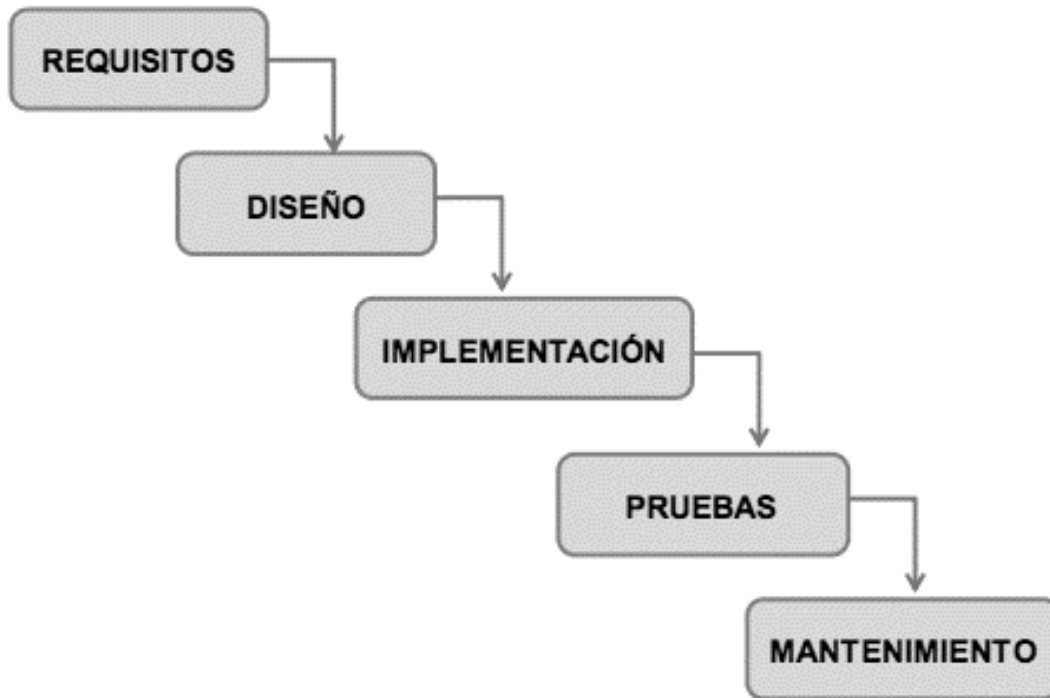 REQUISITOS
DISEÑO
IMPLEMENTACIÓN
PRUEBAS
MANTENIMIENTO